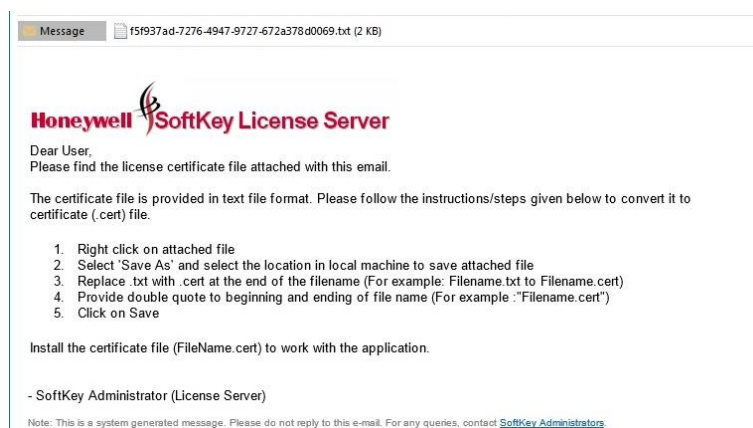 Message f5f937ad-7276-4947-9727-672a378d0069.txt (2 KB)
Honeywell SoftKey License Server
Dear User,
Please find the license certificate file attached with this email.
The certificate file is provided in text file format. Please follow the instructions/steps given below to convert it to
certificate (.cert) file.
1. Right click on attached file
2. Select 'Save As' and select the location in local machine to save attached file
3. Replace .txt with .cert at the end of the filename (For example: Filename.txt to Filename.cert)
4. Provide double quote to beginning and ending of file name (For example :"Filename.cert")
5. Click on Save
Install the certificate file (FileName.cert) to work with the application.
- SoftKey Administrator (License Server)
Note: This is a system generated message. Please do not reply to this e-mail. For any queries, contact SoftKey Administrators.